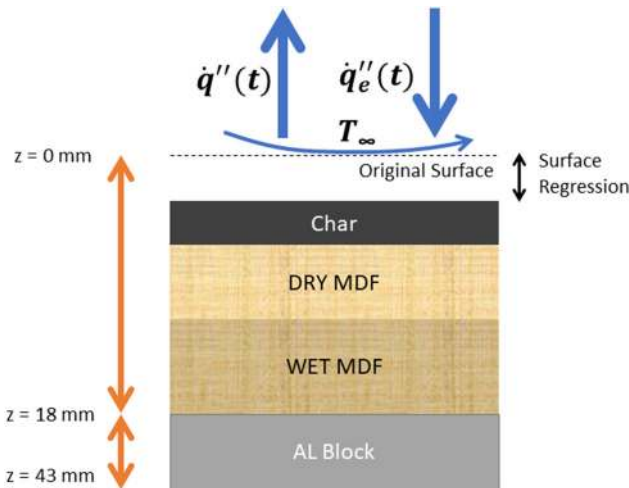 q̇''(t)
q̇ₑ''(t)
T∞
z = 0 mm
Original Surface
Surface
Regression
Char
DRY MDF
WET MDF
z = 18 mm
AL Block
z = 43 mm